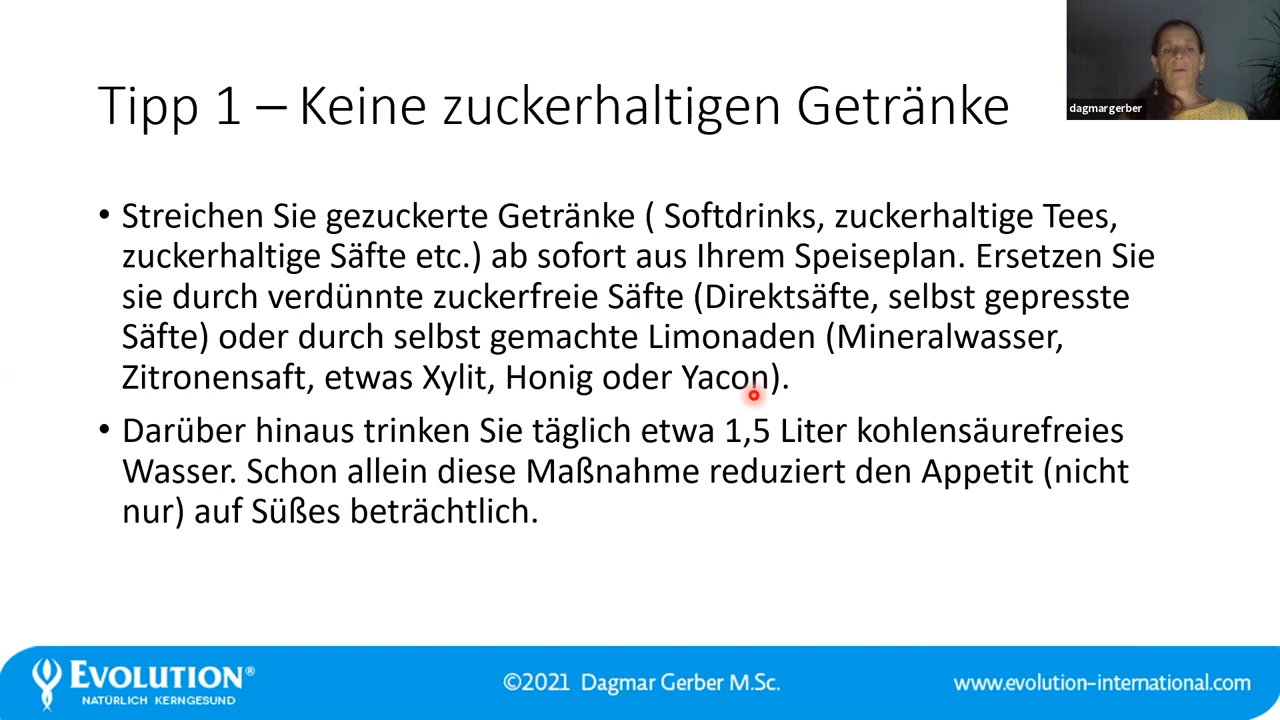 dagmargerber
Tipp 1 – Keine zuckerhaltigen Getränke
• Streichen Sie gezuckerte Getränke ( Softdrinks, zuckerhaltige Tees,
zuckerhaltige Säfte etc.) ab sofort aus Ihrem Speiseplan. Ersetzen Sie
sie durch verdünnte zuckerfreie Säfte (Direktsäfte, selbst gepresste
Säfte) oder durch selbst gemachte Limonaden (Mineralwasser,
Zitronensaft, etwas Xylit, Honig oder Yacon).
• Darüber hinaus trinken Sie täglich etwa 1,5 Liter kohlensäurefreies
Wasser. Schon allein diese Maßnahme reduziert den Appetit (nicht
nur) auf Süßes beträchtlich.
EVOLUTION®
NATÜRLICH KERNGESUND
©2021 Dagmar Gerber M.Sc.
www.evolution-international.com